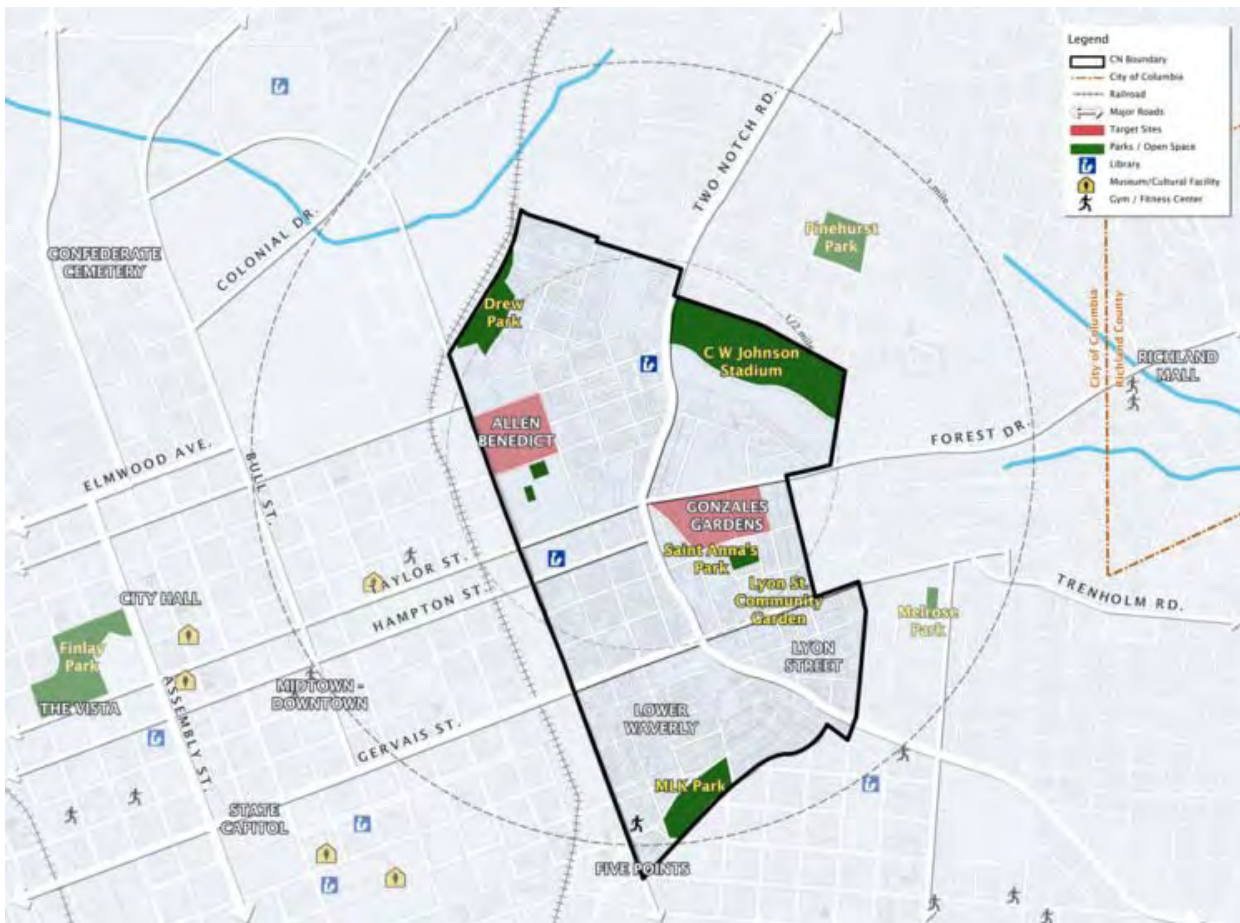 Legend
CN Boundary
City of Columbia
Railroad
Major Roads
Target Sites
Parks / Open Space
Library
Museum/Cultural Facility
Gym / Fitness Center
TWO NOTCH RD.
1 mile
COLONIAL DR.
CONFEDERATE
CEMETERY
Pinehurst
Park
Drew
Park
1/2 mile
C W Johnson
Stadium
City of Columbia
Richland County
RICHLAND
MALL
ALLEN
BENEDICT
FOREST DR.
ELMWOOD AVE.
BULL ST.
GONZALES
GARDENS
Saint Anna's
Park
Lyon St.
Community
Garden
TAYLOR ST.
HAMPTON ST.
CITY HALL
TRENHOLM RD.
Melrose
Park
Finlay
Park
LYON
STREET
THE VISTA
MIDTOWN -
DOWNTOWN
ASSEMBLY ST.
GERVAIS ST.
LOWER
WAVERLY
MLK Park
STATE
CAPITOL
FIVE POINTS